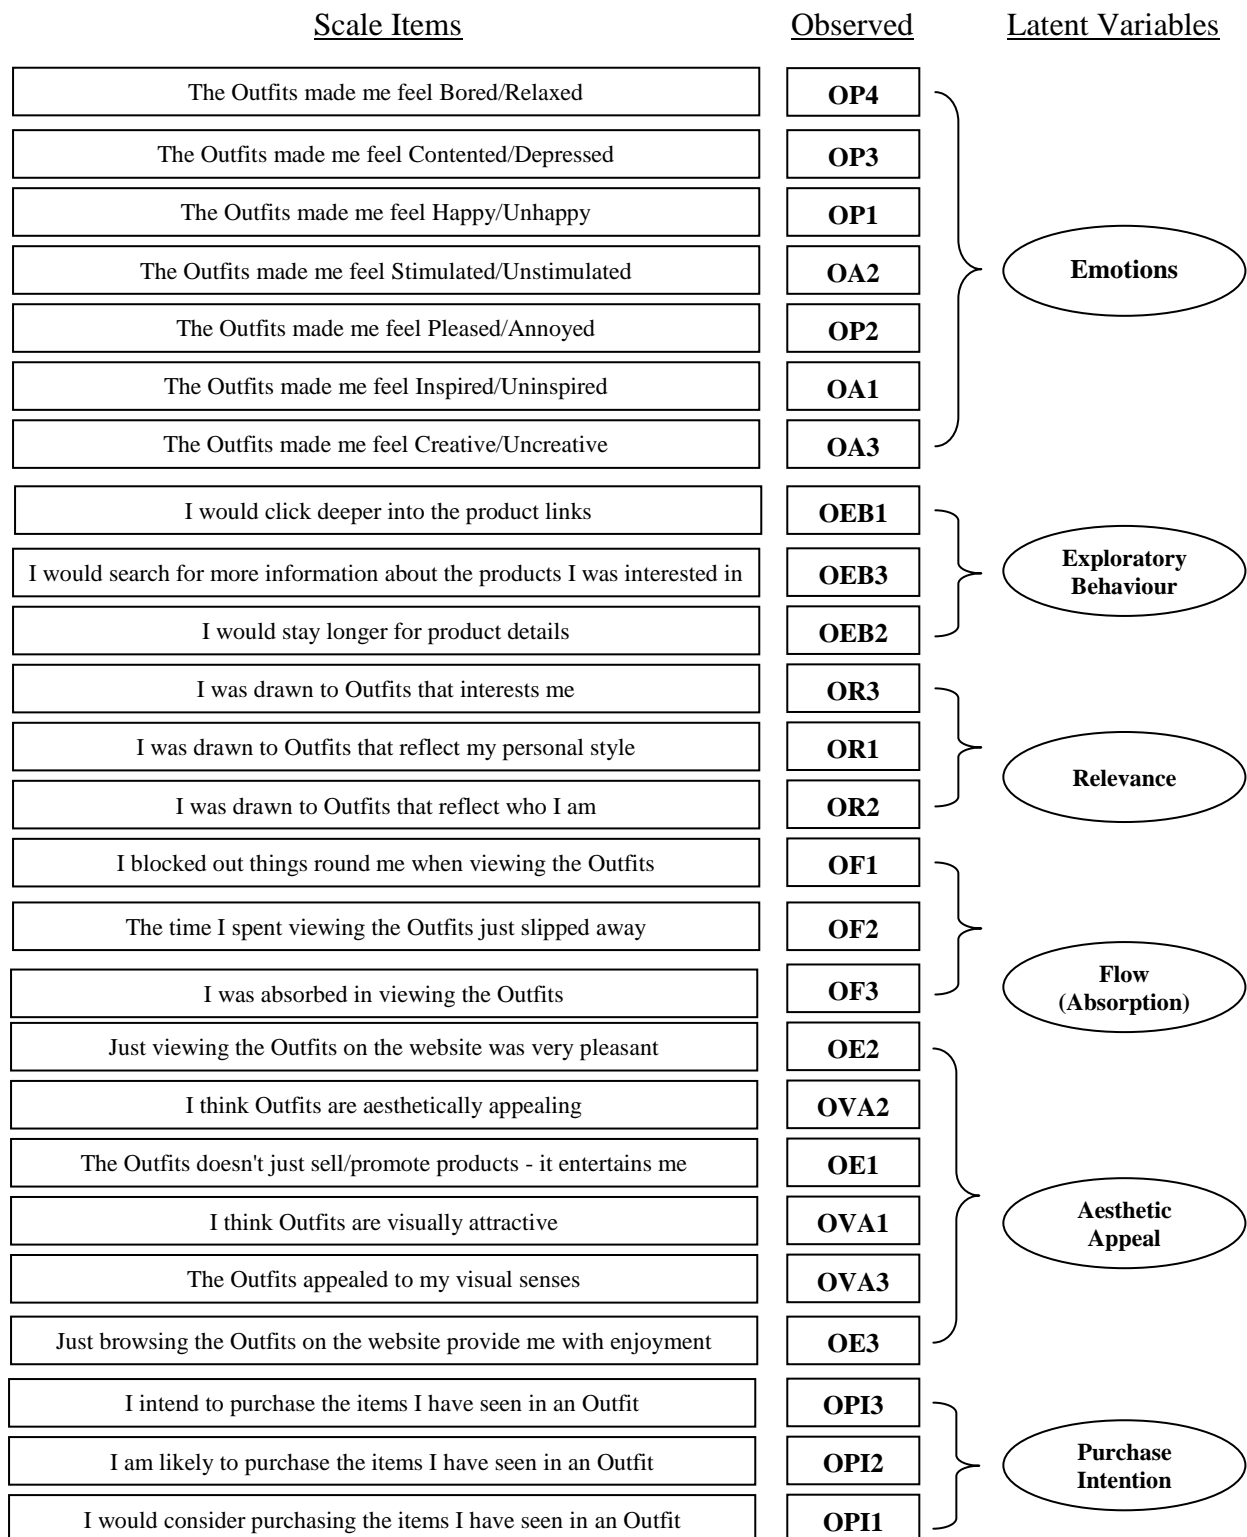 Scale Items Observed Latent Variables
The Outfits made me feel Bored/Relaxed OP4
The Outfits made me feel Contented/Depressed OP3
The Outfits made me feel Happy/Unhappy OP1
The Outfits made me feel Stimulated/Unstimulated OA2 Emotions
The Outfits made me feel Pleased/Annoyed OP2
The Outfits made me feel Inspired/Uninspired OA1
The Outfits made me feel Creative/Uncreative OA3
I would click deeper into the product links OEB1
I would search for more information about the products I was interested in OEB3 Exploratory
Behaviour
I would stay longer for product details OEB2
I was drawn to Outfits that interests me OR3
I was drawn to Outfits that reflect my personal style OR1
Relevance
I was drawn to Outfits that reflect who I am OR2
I blocked out things round me when viewing the Outfits OF1
The time I spent viewing the Outfits just slipped away OF2
Flow
(Absorption)
I was absorbed in viewing the Outfits OF3
Just viewing the Outfits on the website was very pleasant OE2
I think Outfits are aesthetically appealing OVA2
The Outfits doesn't just sell/promote products - it entertains me OE1
I think Outfits are visually attractive OVA1 Aesthetic
Appeal
The Outfits appealed to my visual senses OVA3
Just browsing the Outfits on the website provide me with enjoyment OE3
I intend to purchase the items I have seen in an Outfit OPI3
I am likely to purchase the items I have seen in an Outfit OPI2 Purchase
Intention
I would consider purchasing the items I have seen in an Outfit OPI1